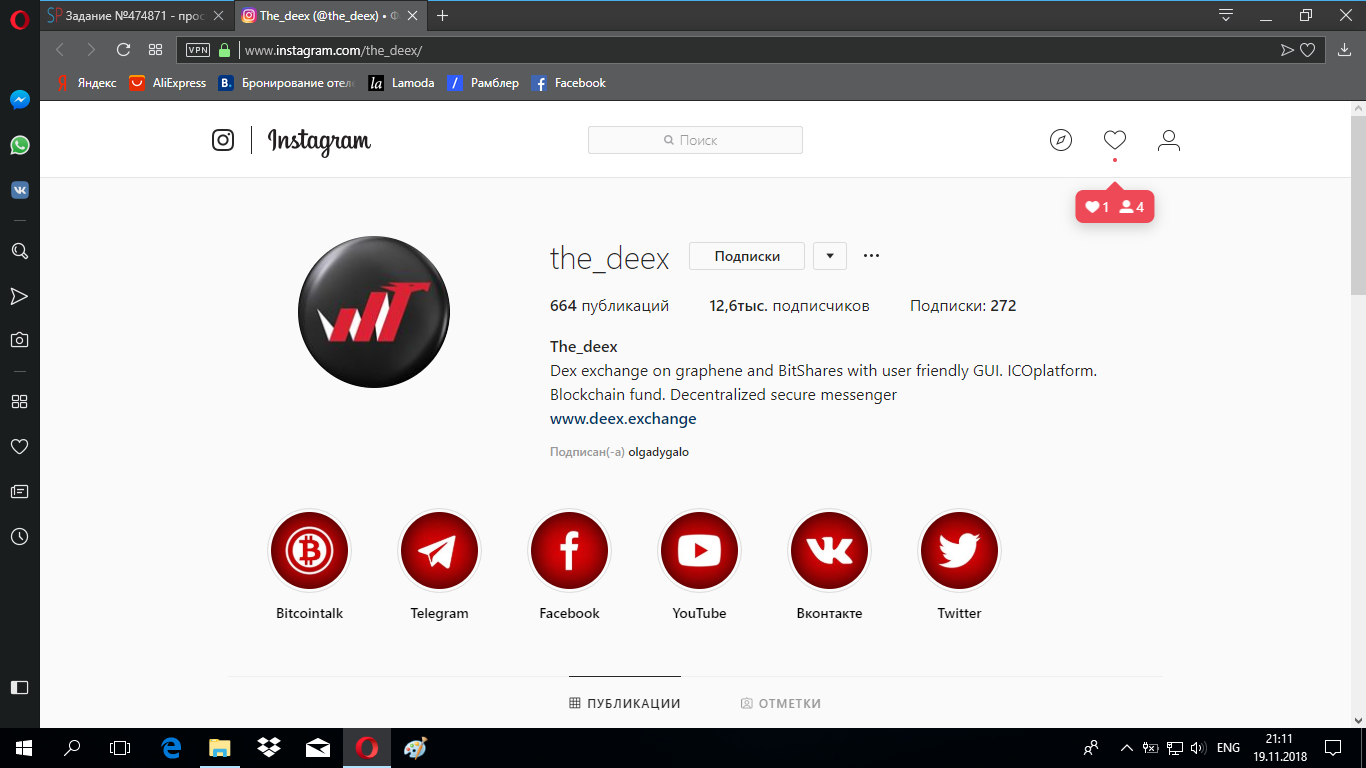 Задание №474871 - прос
The_deex (@the_deex) •
VPN
www.instagram.com/the_deex/
Яндекс
AliExpress
B.
Бронирование отеле
la
Lamoda
Рамблер
Facebook
Instagram
Поиск
1 4
the_deex
Подписки
664 публикаций
12,6тыс. подписчиков
Подписки: 272
The_deex
Dex exchange on graphene and BitShares with user friendly GUI. ICOplatform.
Blockchain fund. Decentralized secure messenger
www.deex.exchange
Подписан(-а) olgadygalo
Bitcointalk
Telegram
Facebook
YouTube
Вконтакте
Twitter
ПУБЛИКАЦИИ
ОТМЕТКИ
ENG
21:11
19.11.2018